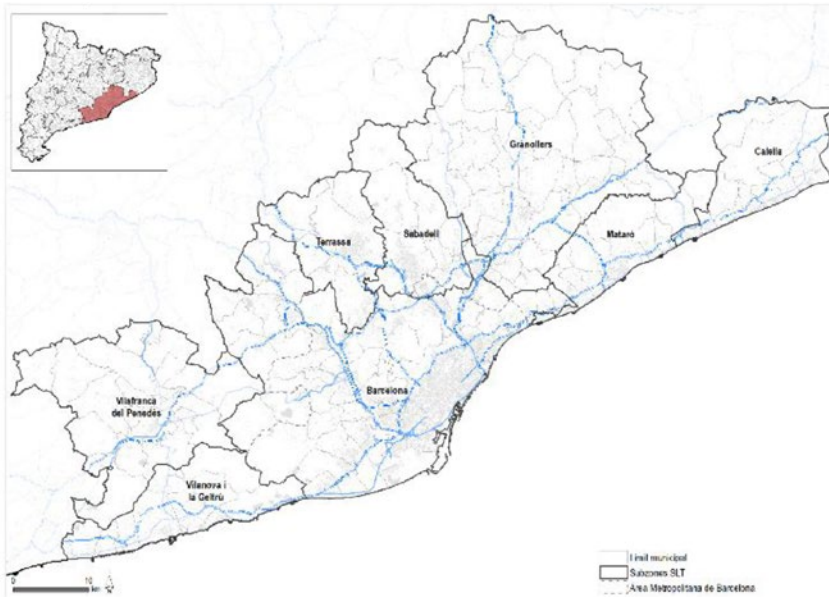 Granollers
Calella
Terrassa
Sabadell
Mataró
Vilafranca
del Penedès
Barcelona
Vilanova i
la Geltrú
Límit municipal
Subzones SLT
Àrea Metropolitana de Barcelona
0
10
km
N